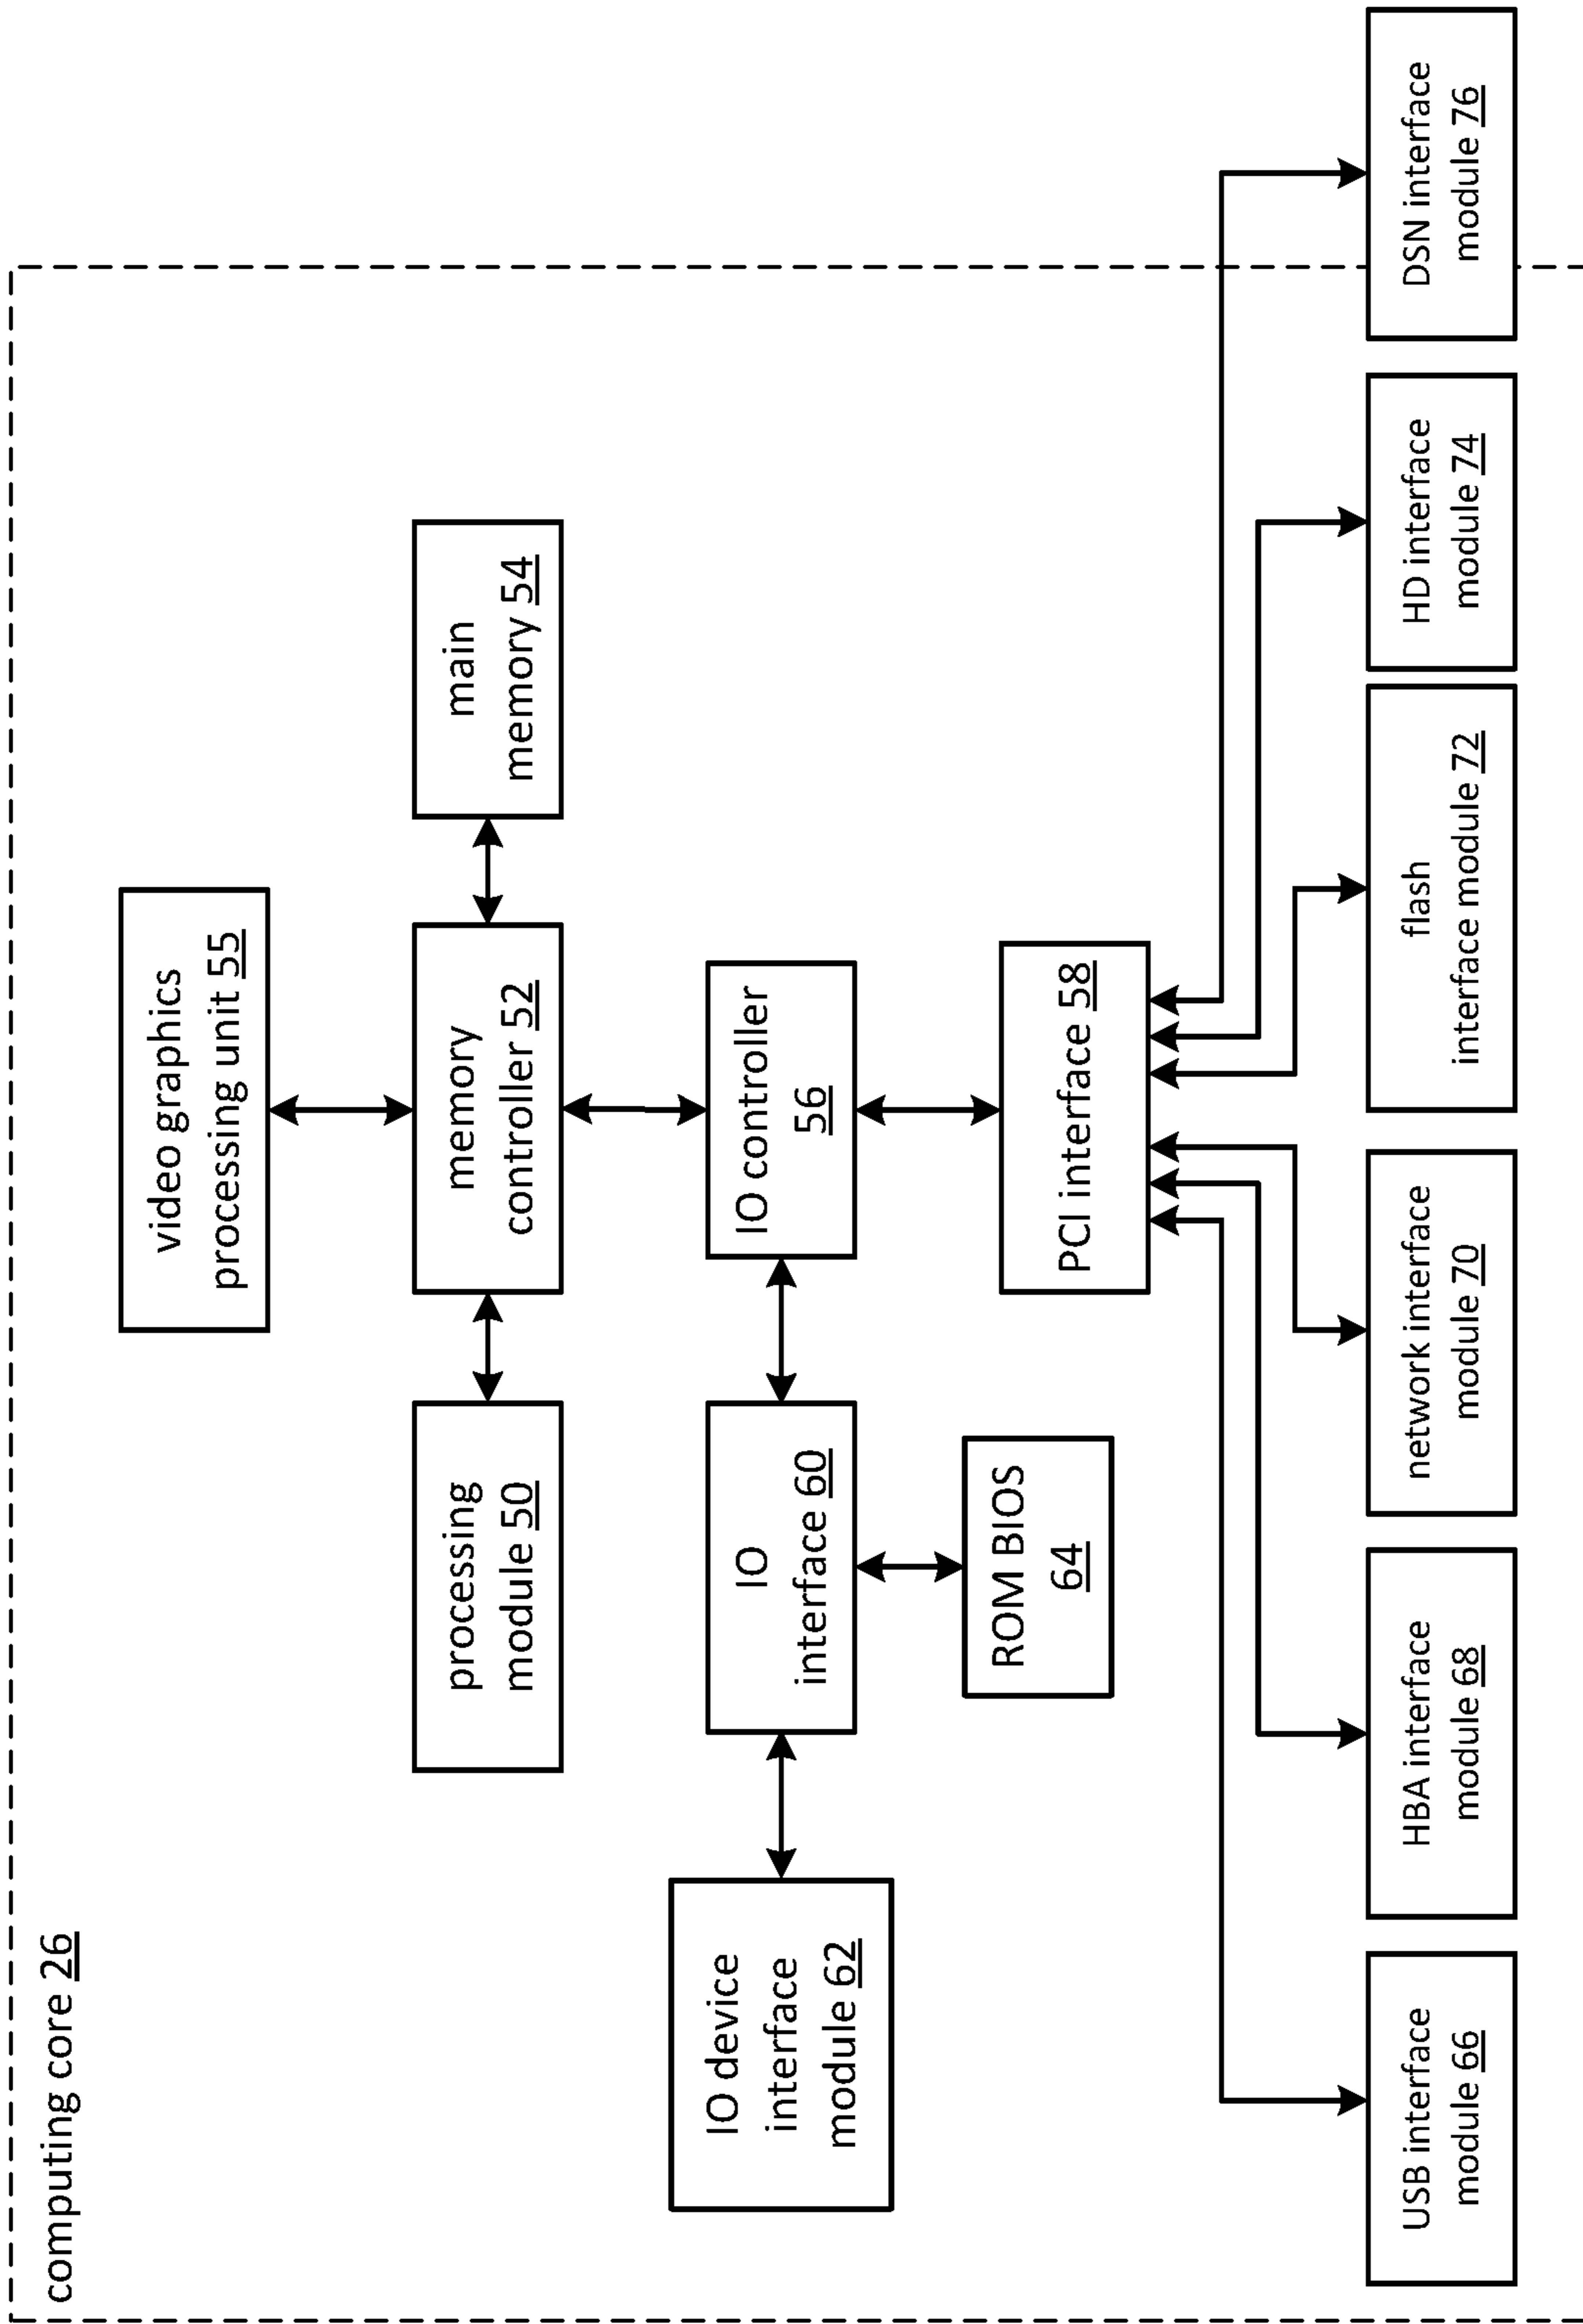 computing core 26
video graphics
processing unit 55
processing
module 50
memory
controller 52
main
memory 54
IO device
interface
module 62
IO
interface 60
IO controller
56
ROM BIOS
64
PCI interface 58
USB interface
module 66
HBA interface
module 68
network interface
module 70
flash
interface module 72
HD interface
module 74
DSN interface
module 76